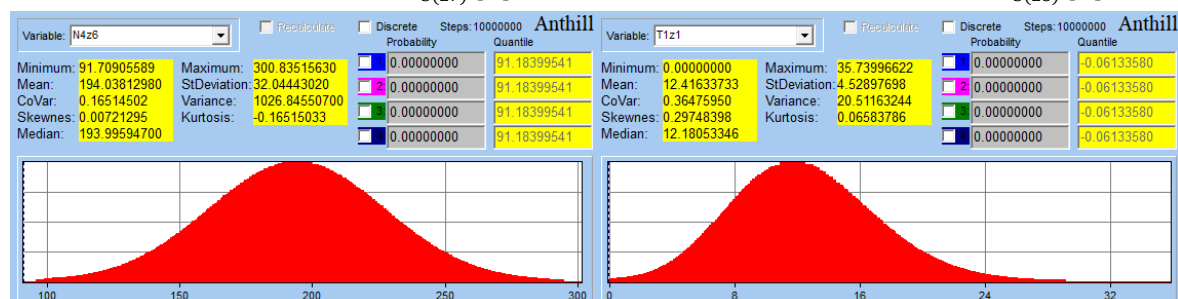 Variable: N4z6 Recalculate Discrete Steps:10000000 Anthill
Probability Quantile
Minimum: 91.70905589 Maximum: 300.83515630 1 0.00000000 91.18399541
Mean: 194.03812980 StDeviation: 32.04443020 2 0.00000000 91.18399541
CoVar: 0.16514502 Variance: 1026.84550700
Skewnes: 0.00721295 Kurtosis: -0.16515033 3 0.00000000 91.18399541
Median: 193.99594700 0.00000000 91.18399541
100 150 200 250 300
Variable: T1z1 Recalculate Discrete Steps:10000000 Anthill
Probability Quantile
Minimum: 0.00000000 Maximum: 35.73996622 0.00000000 -0.06133580
Mean: 12.41633733 StDeviation: 4.52897698 2 0.00000000 -0.06133580
CoVar: 0.36475950 Variance: 20.51163244
Skewnes: 0.29748398 Kurtosis: 0.06583786 3 0.00000000 -0.06133580
Median: 12.18053346 0.00000000 -0.06133580
0 8 16 24 32